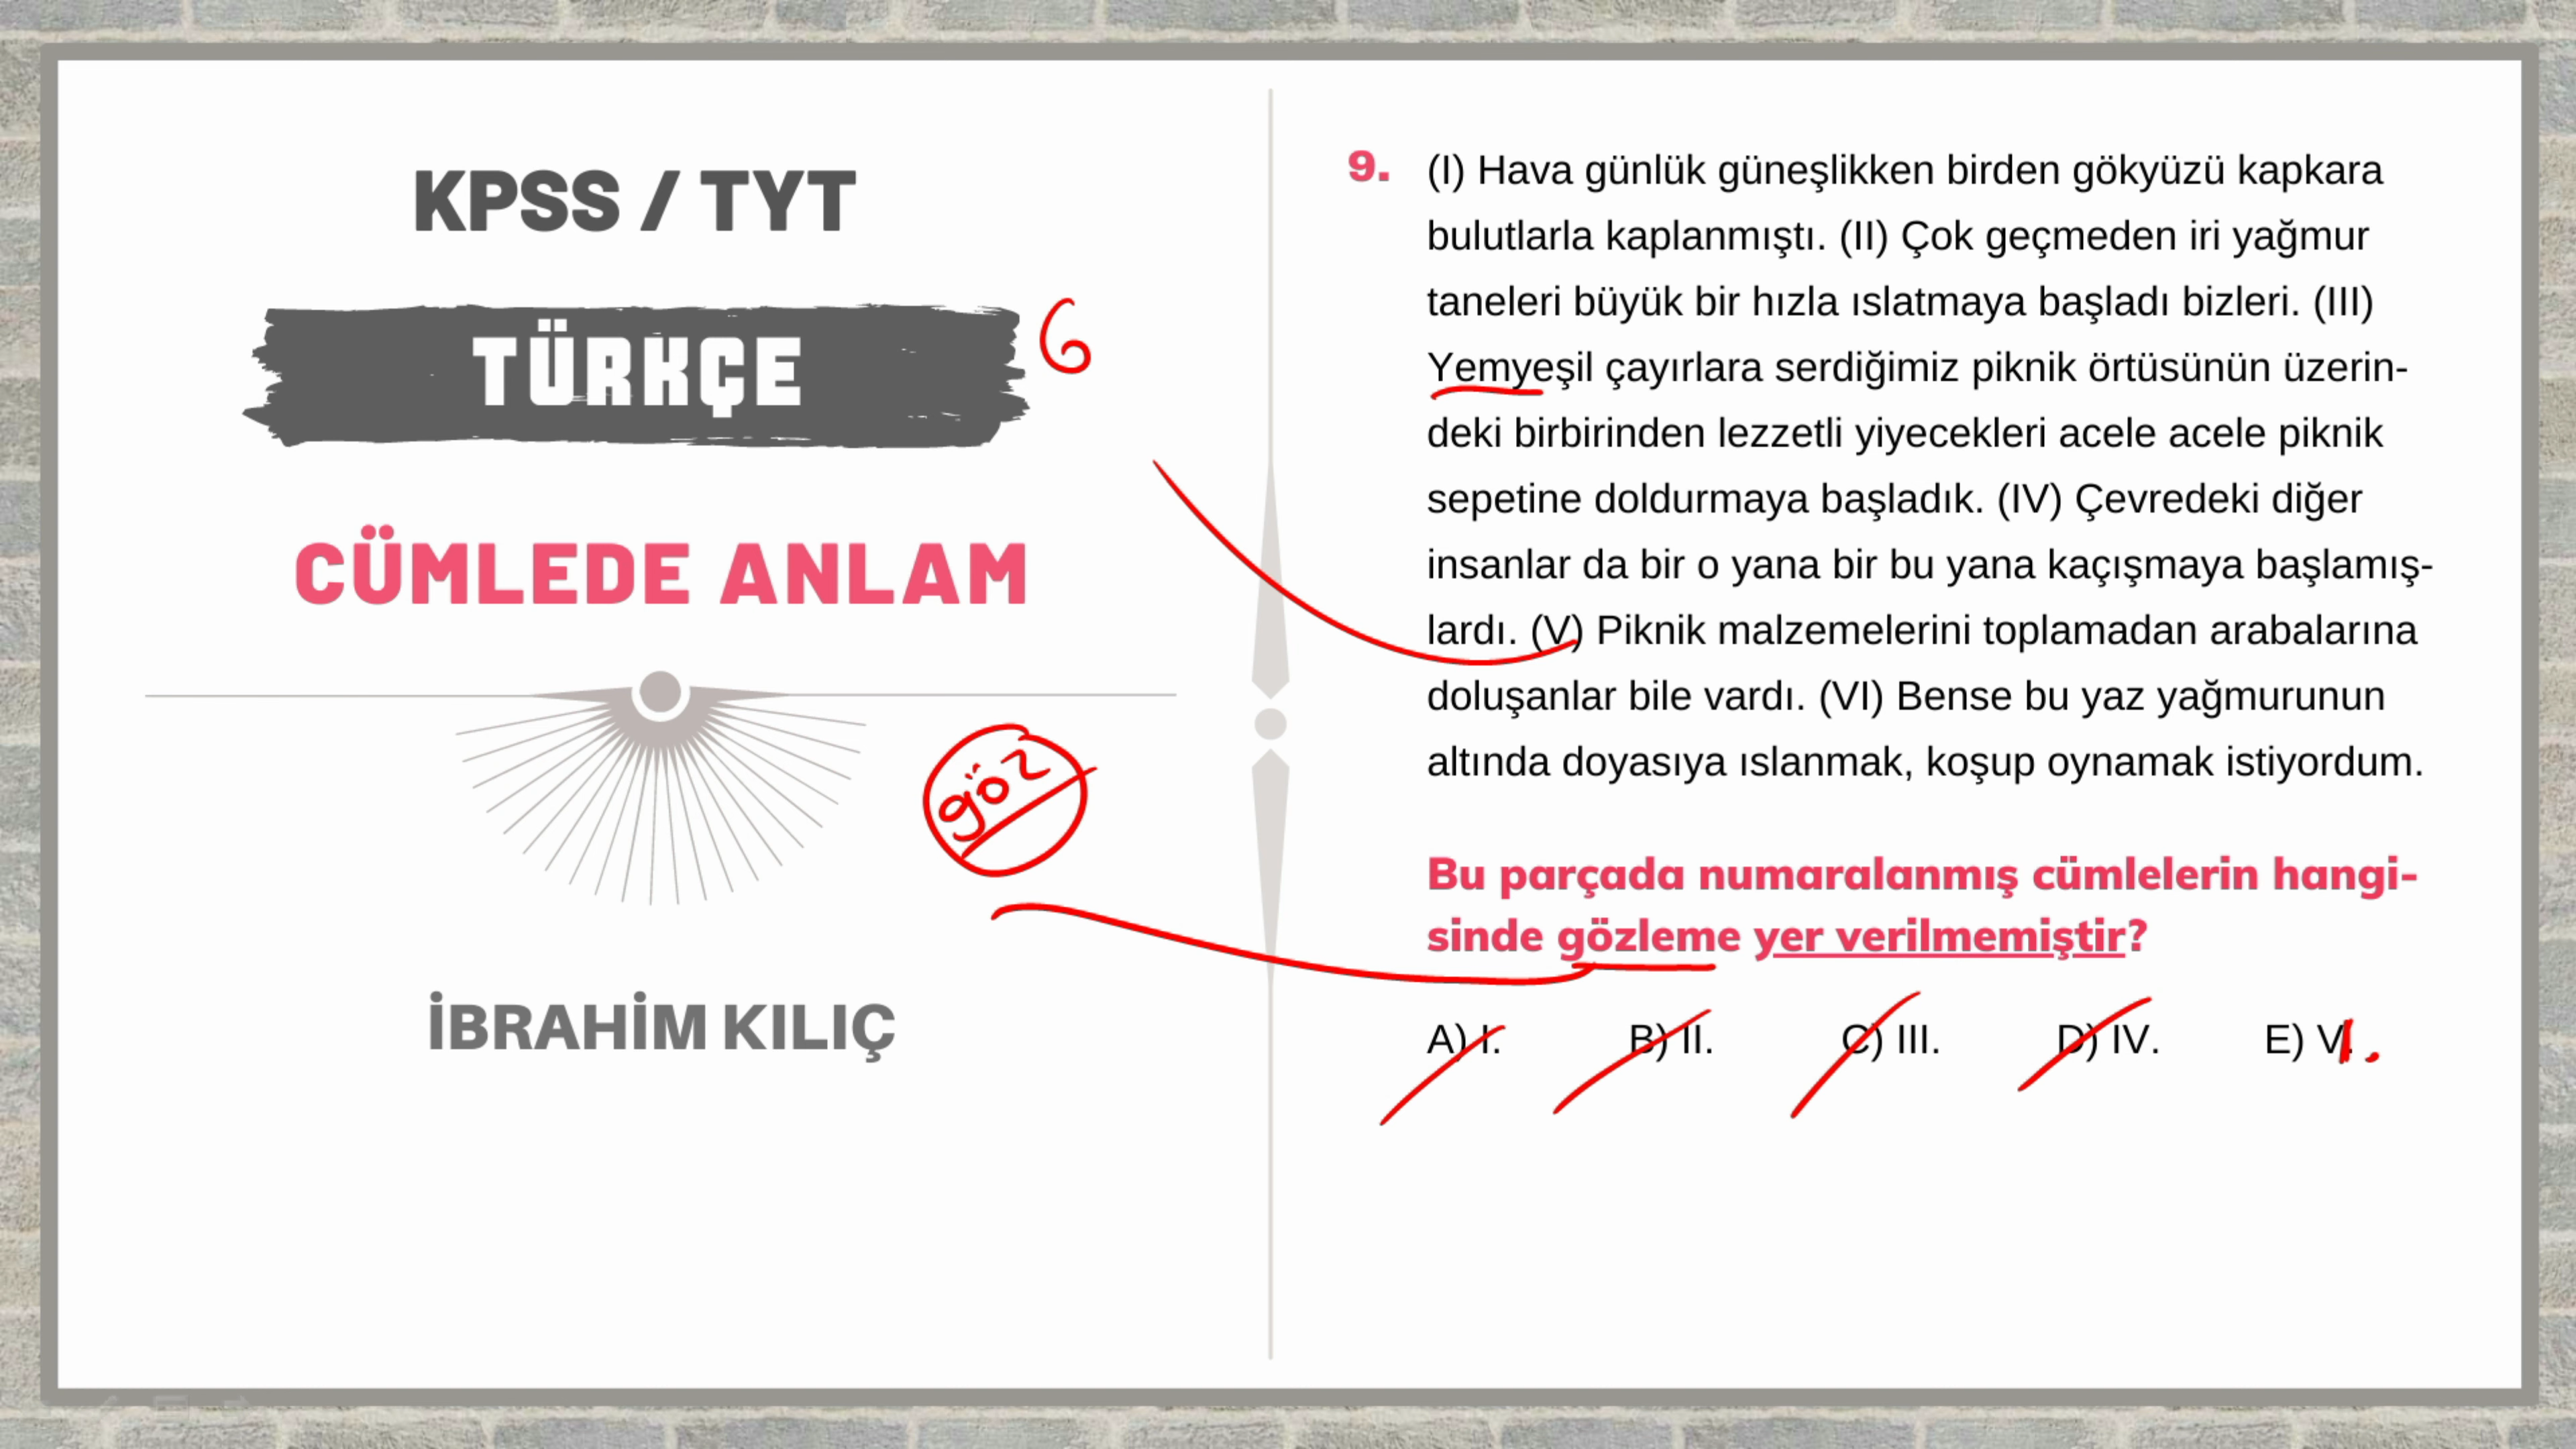 KPSS / TYT
TÜRKÇE
6
CÜMLEDE ANLAM
göz
İBRAHİM KILIÇ
9. (I) Hava günlük güneşlikken birden gökyüzü kapkara
bulutlarla kaplanmıştı. (II) Çok geçmeden iri yağmur
taneleri büyük bir hızla ıslatmaya başladı bizleri. (III)
Yemyeşil çayırlara serdiğimiz piknik örtüsünün üzerin-
deki birbirinden lezzetli yiyecekleri acele acele piknik
sepetine doldurmaya başladık. (IV) Çevredeki diğer
insanlar da bir o yana bir bu yana kaçışmaya başlamış-
lardı. (V) Piknik malzemelerini toplamadan arabalarına
doluşanlar bile vardı. (VI) Bense bu yaz yağmurunun
altında doyasıya ıslanmak, koşup oynamak istiyordum.
Bu parçada numaralanmış cümlelerin hangi-
sinde gözleme yer verilmemiştir?
A) I. B) II. C) III. D) IV. E) VI.